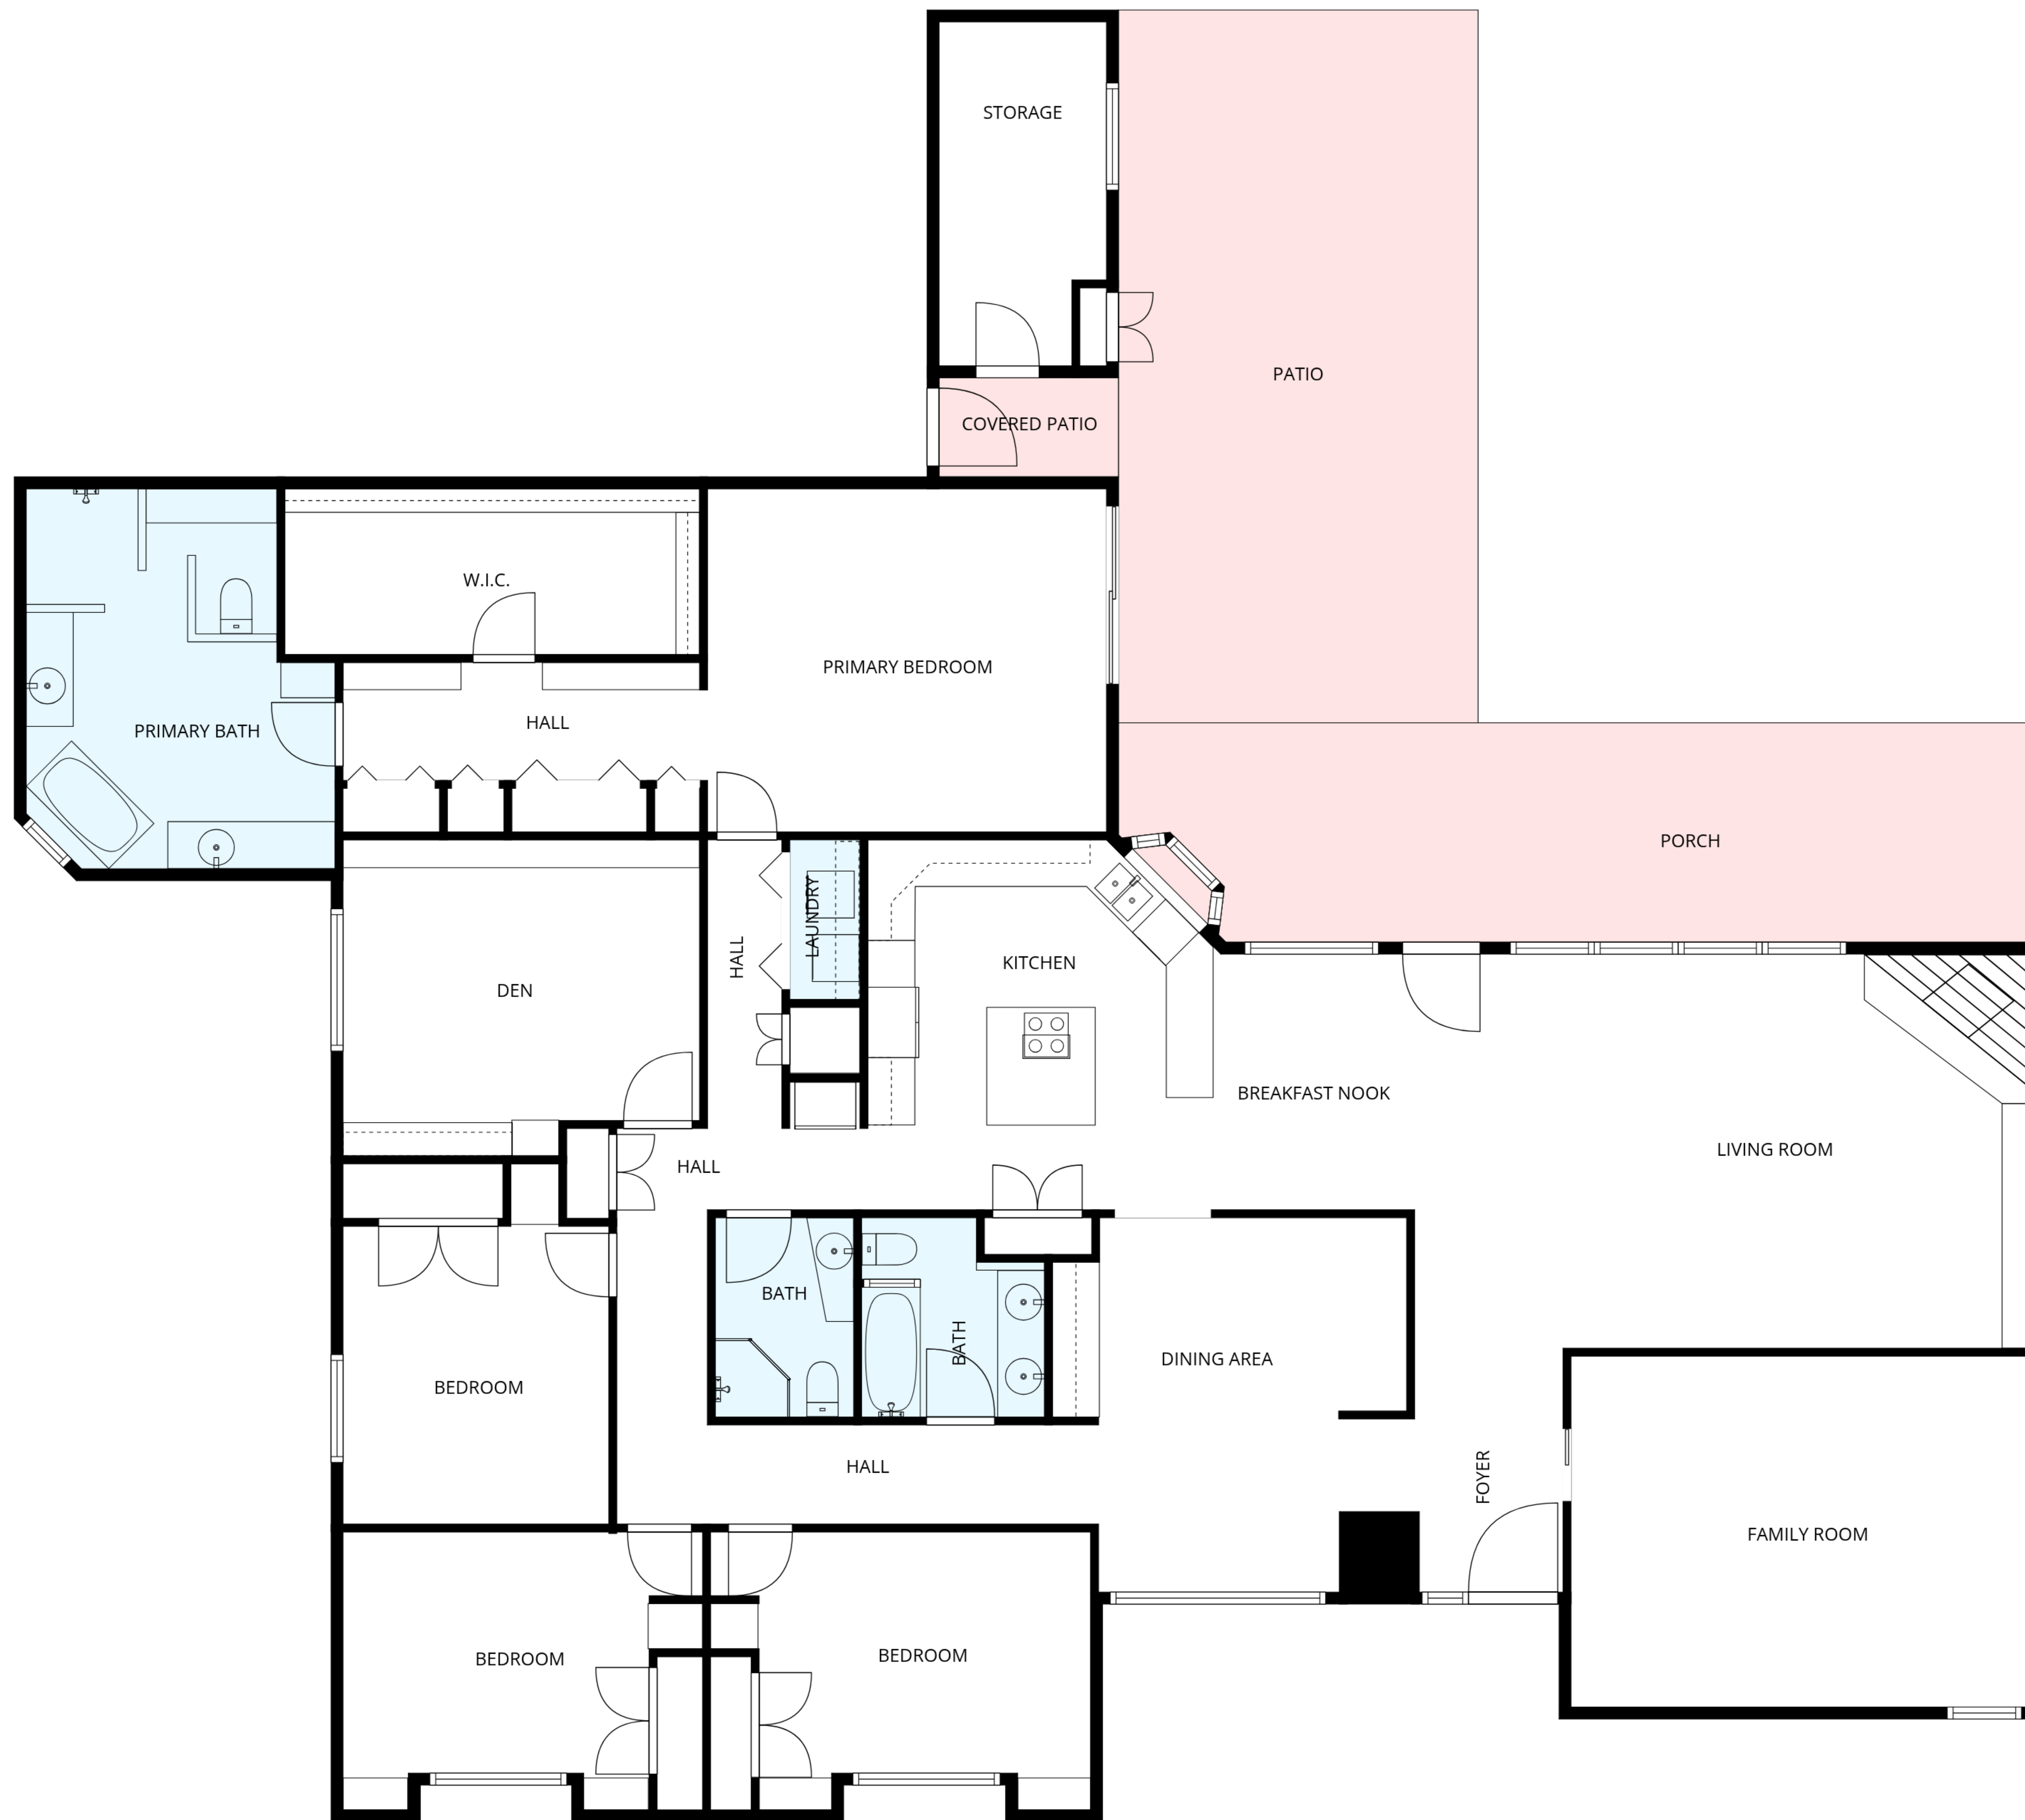 STORAGE
PATIO
COVERED PATIO
W.I.C.
PRIMARY BEDROOM
HALL
PRIMARY BATH
PORCH
LAUNDRY
HALL
KITCHEN
DEN
BREAKFAST NOOK
LIVING ROOM
HALL
BATH
BATH
DINING AREA
BEDROOM
HALL
FOYER
FAMILY ROOM
BEDROOM
BEDROOM